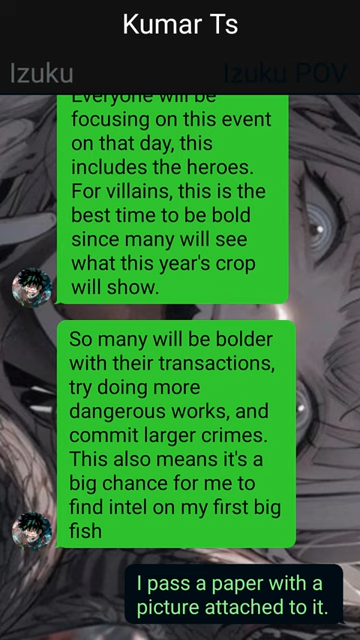 Kumar Ts
Izuku
Izuku POV
Everyone will be
focusing on this event
on that day, this
includes the heroes.
For villains, this is the
best time to be bold
since many will see
what this year's crop
will show.
So many will be bolder
with their transactions,
try doing more
dangerous works, and
commit larger crimes.
This also means it's a
big chance for me to
find intel on my first big
fish
I pass a paper with a
picture attached to it.